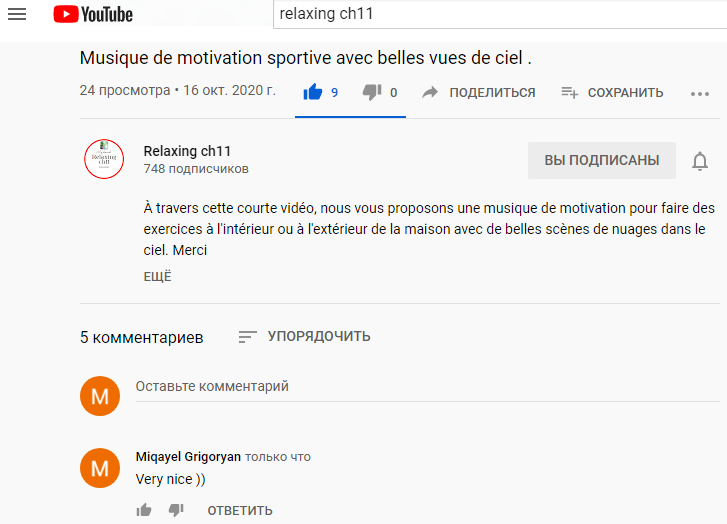 YouTube
relaxing ch11
Musique de motivation sportive avec belles vues de ciel .
24 просмотра • 16 окт. 2020 г.
9
0
ПОДЕЛИТЬСЯ
СОХРАНИТЬ
Relaxing
ch11
Relaxing ch11
748 подписчиков
ВЫ ПОДПИСАНЫ
À travers cette courte vidéo, nous vous proposons une musique de motivation pour faire des
exercices à l'intérieur ou à l'extérieur de la maison avec de belles scènes de nuages dans le
ciel. Merci
ЕЩЁ
5 комментариев
УПОРЯДОЧИТЬ
M
Оставьте комментарий
M
Miqayel Grigoryan только что
Very nice ))
ОТВЕТИТЬ